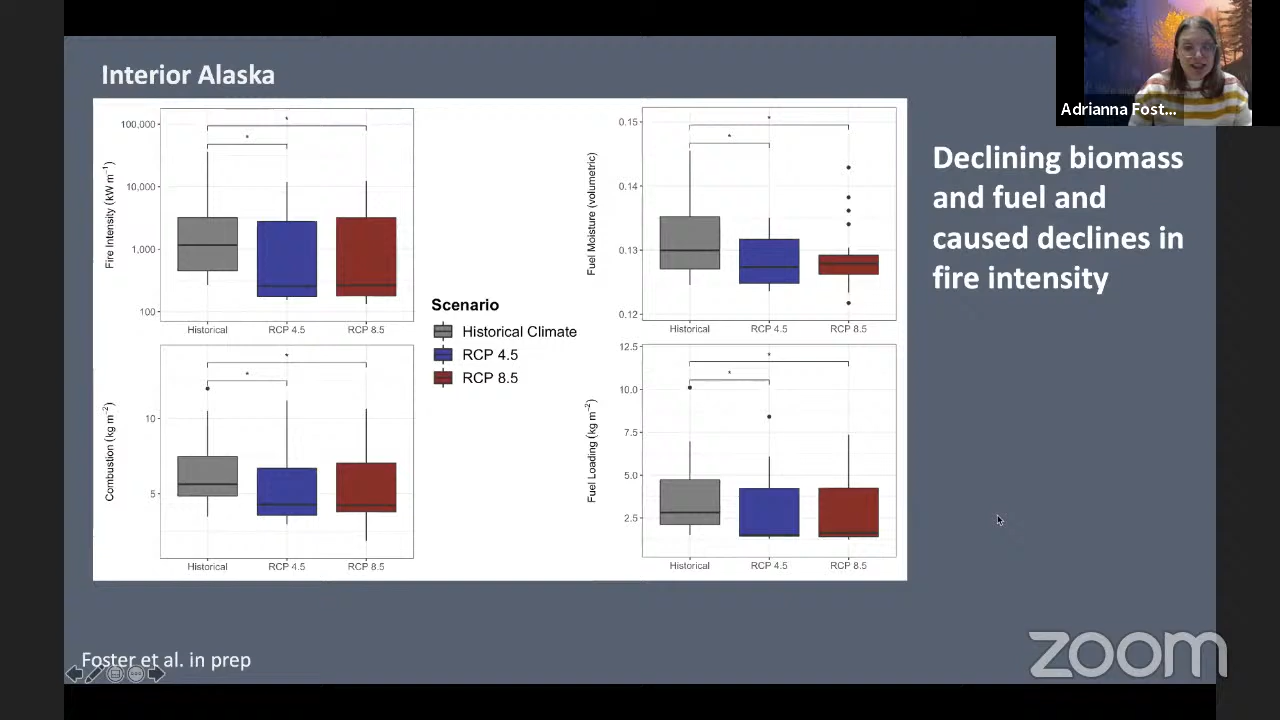 Interior Alaska
Adrianna Fost...
Declining biomass
and fuel and
caused declines in
fire intensity
Fire Intensity (kW m⁻¹)
100,000
10,000
1,000
100
*
*
Historical
RCP 4.5
RCP 8.5
Fuel Moisture (volumetric)
0.15
0.14
0.13
0.12
*
*
Historical
RCP 4.5
RCP 8.5
Scenario
Historical Climate
RCP 4.5
RCP 8.5
Combustion (kg m⁻²)
10
5
*
*
Historical
RCP 4.5
RCP 8.5
Fuel Loading (kg m⁻²)
12.5
10.0
7.5
5.0
2.5
*
*
Historical
RCP 4.5
RCP 8.5
Foster et al. in prep
zoom